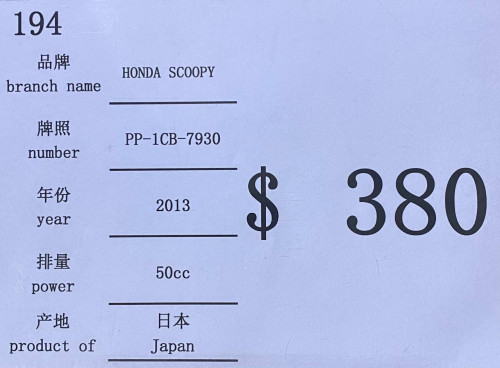 194
品牌
branch name
HONDA SCOOPY
牌照
number
PP-1CB-7930
年份
year
2013
$ 380
排量
power
50cc
产地
product of
日本
Japan